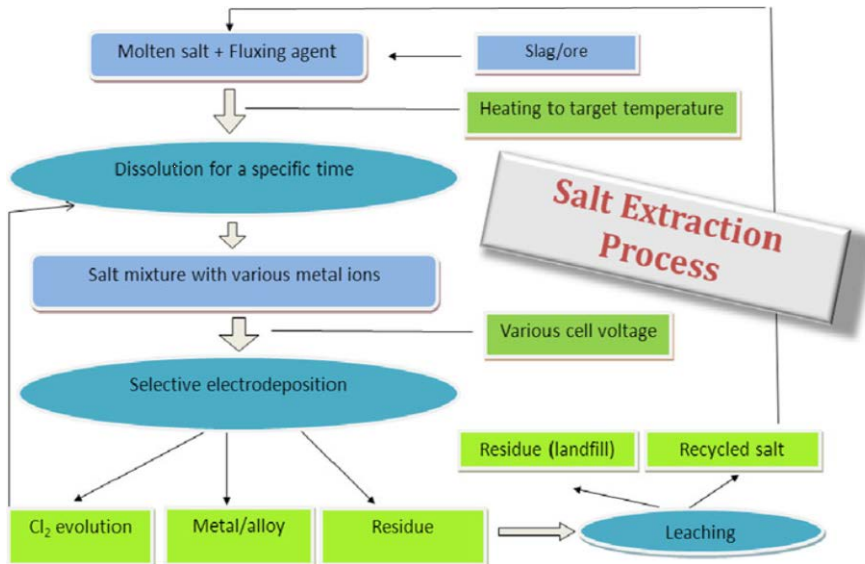 Molten salt + Fluxing agent
Slag/ore
Heating to target temperature
Dissolution for a specific time
Salt Extraction
Process
Salt mixture with various metal ions
Various cell voltage
Selective electrodeposition
Residue (landfill)
Recycled salt
Cl₂ evolution
Metal/alloy
Residue
Leaching